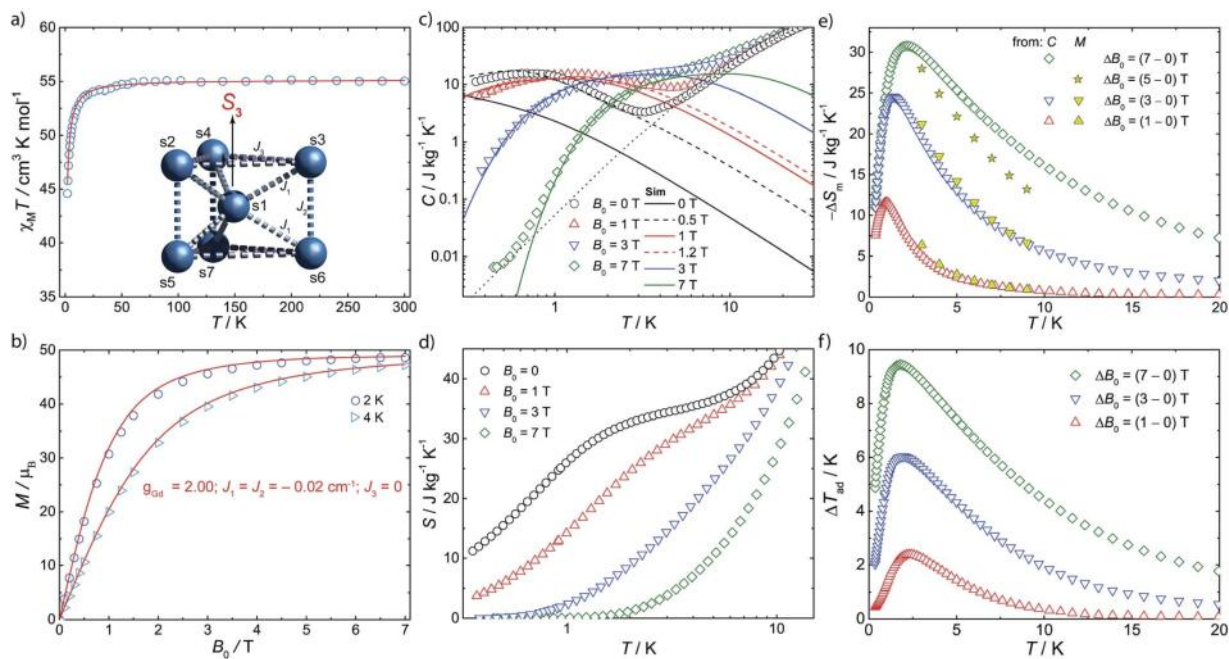 a)
χ_M T / cm³ K mol⁻¹
60
55
50
45
40
35
0 50 100 150 200 250 300
T / K
S₃
s4
s2
s3
J₃
J₁
s1
J₂
J₁
s5
s7
s6
b)
M / μ_B
50
40
30
20
10
0
0 1 2 3 4 5 6 7
B₀ / T
2 K
4 K
g_Gd = 2.00; J₁ = J₂ = − 0.02 cm⁻¹; J₃ = 0
c)
C / J kg⁻¹ K⁻¹
100
10
1
0.1
0.01
1 10
T / K
Sim
B₀ = 0 T
B₀ = 1 T
B₀ = 3 T
B₀ = 7 T
0 T
0.5 T
1 T
1.2 T
3 T
7 T
d)
S / J kg⁻¹ K⁻¹
40
30
20
10
0
1 10
T / K
B₀ = 0
B₀ = 1 T
B₀ = 3 T
B₀ = 7 T
e)
−ΔS_m / J kg⁻¹ K⁻¹
30
25
20
15
10
5
0
0 5 10 15 20
T / K
from: C M
ΔB₀ = (7 − 0) T
ΔB₀ = (5 − 0) T
ΔB₀ = (3 − 0) T
ΔB₀ = (1 − 0) T
f)
ΔT_ad / K
10
8
6
4
2
0
0 5 10 15 20
T / K
ΔB₀ = (7−0) T
ΔB₀ = (3−0) T
ΔB₀ = (1−0) T